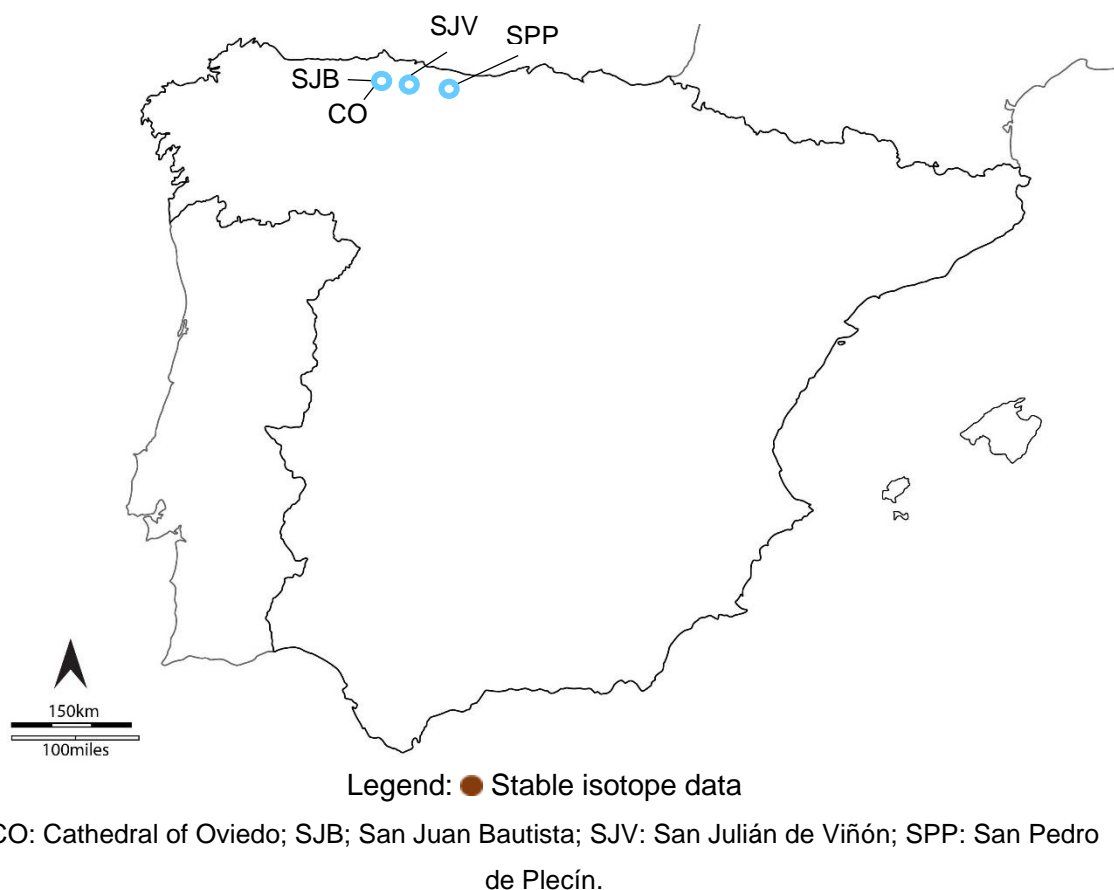 SJV
SPP
SJB
CO
150km
100miles
Legend: Stable isotope data
CO: Cathedral of Oviedo; SJB; San Juan Bautista; SJV: San Julián de Viñón; SPP: San Pedro
de Plecín.